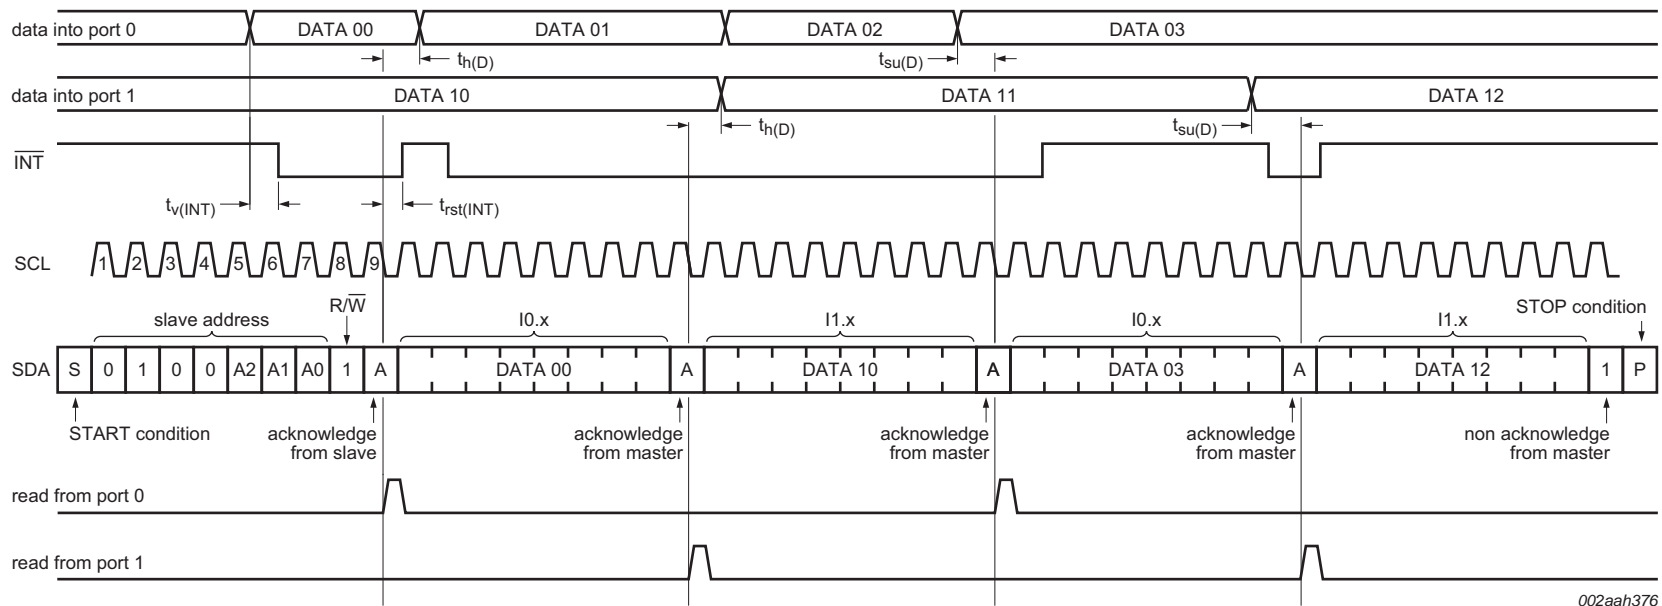 data into port 0 DATA 00 DATA 01 DATA 02 DATA 03
th(D) tsu(D)
data into port 1 DATA 10 DATA 11 DATA 12
th(D) tsu(D)
INT
tv(INT) trst(INT)
SCL 1 2 3 4 5 6 7 8 9
R/W STOP condition
slave address I0.x I1.x I0.x I1.x
SDA S 0 1 0 0 A2 A1 A0 1 A DATA 00 A DATA 10 A DATA 03 A DATA 12 1 P
START condition acknowledge acknowledge acknowledge acknowledge non acknowledge
from slave from master from master from master from master
read from port 0
read from port 1
002aah376